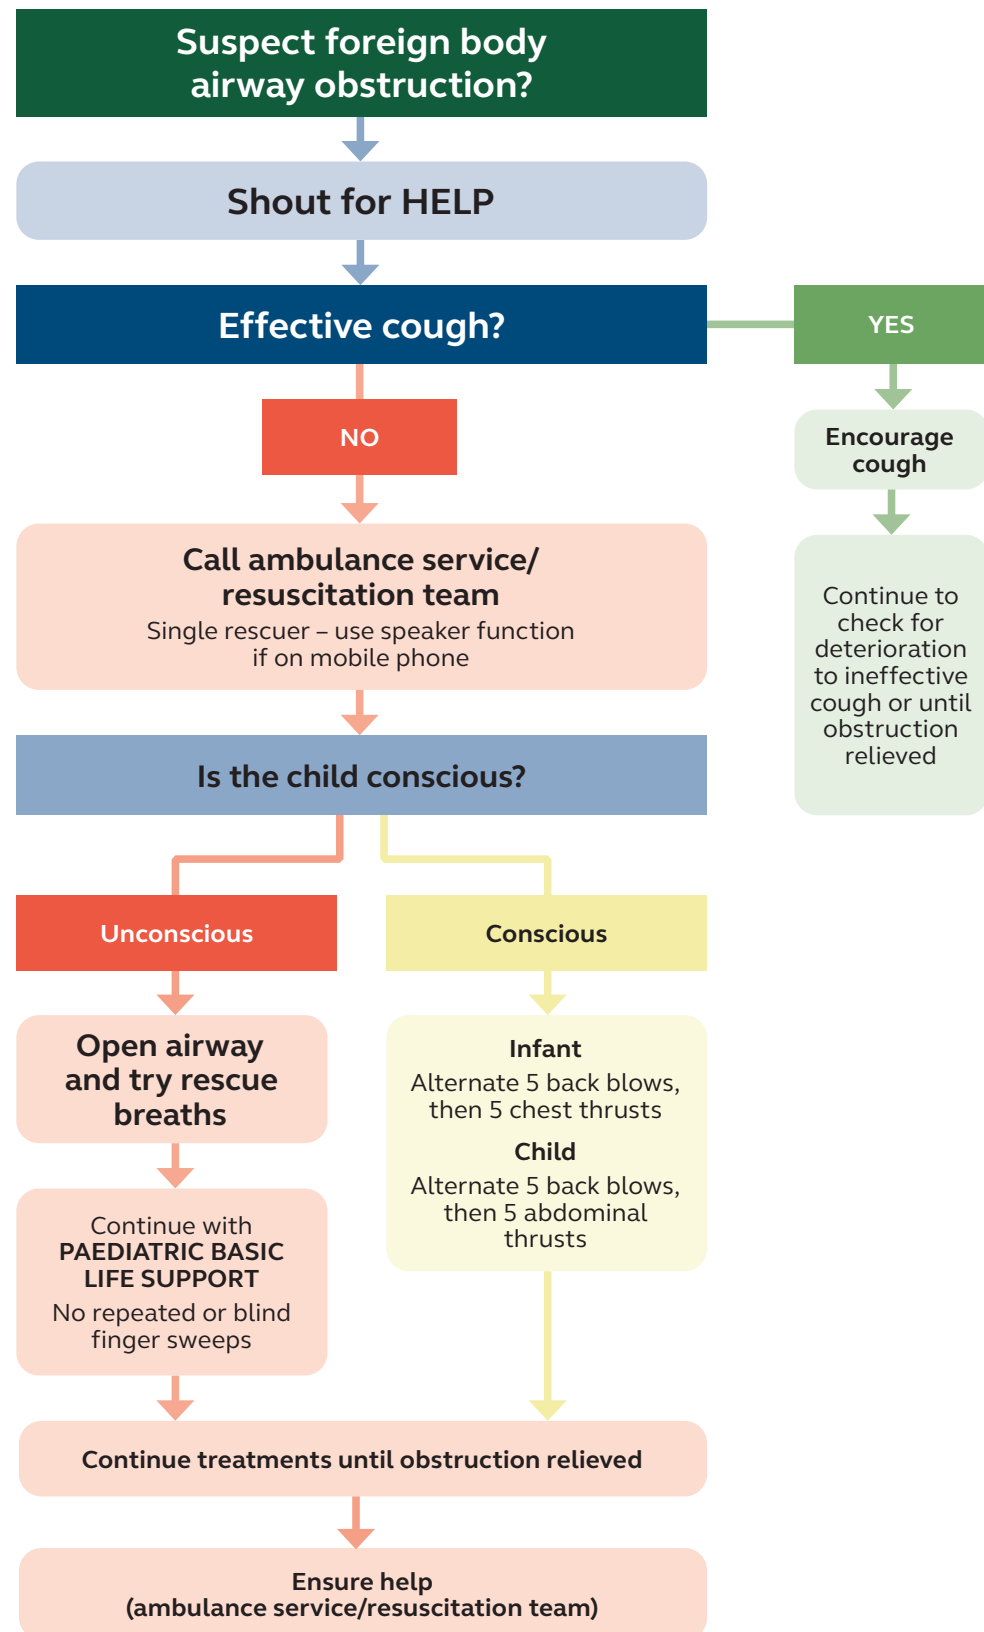 Suspect foreign body
airway obstruction?
Shout for HELP
Effective cough?
YES
NO
Encourage
cough
Call ambulance service/
resuscitation team
Single rescuer – use speaker function
if on mobile phone
Continue to
check for
deterioration
to ineffective
cough or until
obstruction
relieved
Is the child conscious?
Unconscious
Conscious
Open airway
and try rescue
breaths
Continue with
PAEDIATRIC BASIC
LIFE SUPPORT
No repeated or blind
finger sweeps
Infant
Alternate 5 back blows,
then 5 chest thrusts
Child
Alternate 5 back blows,
then 5 abdominal
thrusts
Continue treatments until obstruction relieved
Ensure help
(ambulance service/resuscitation team)